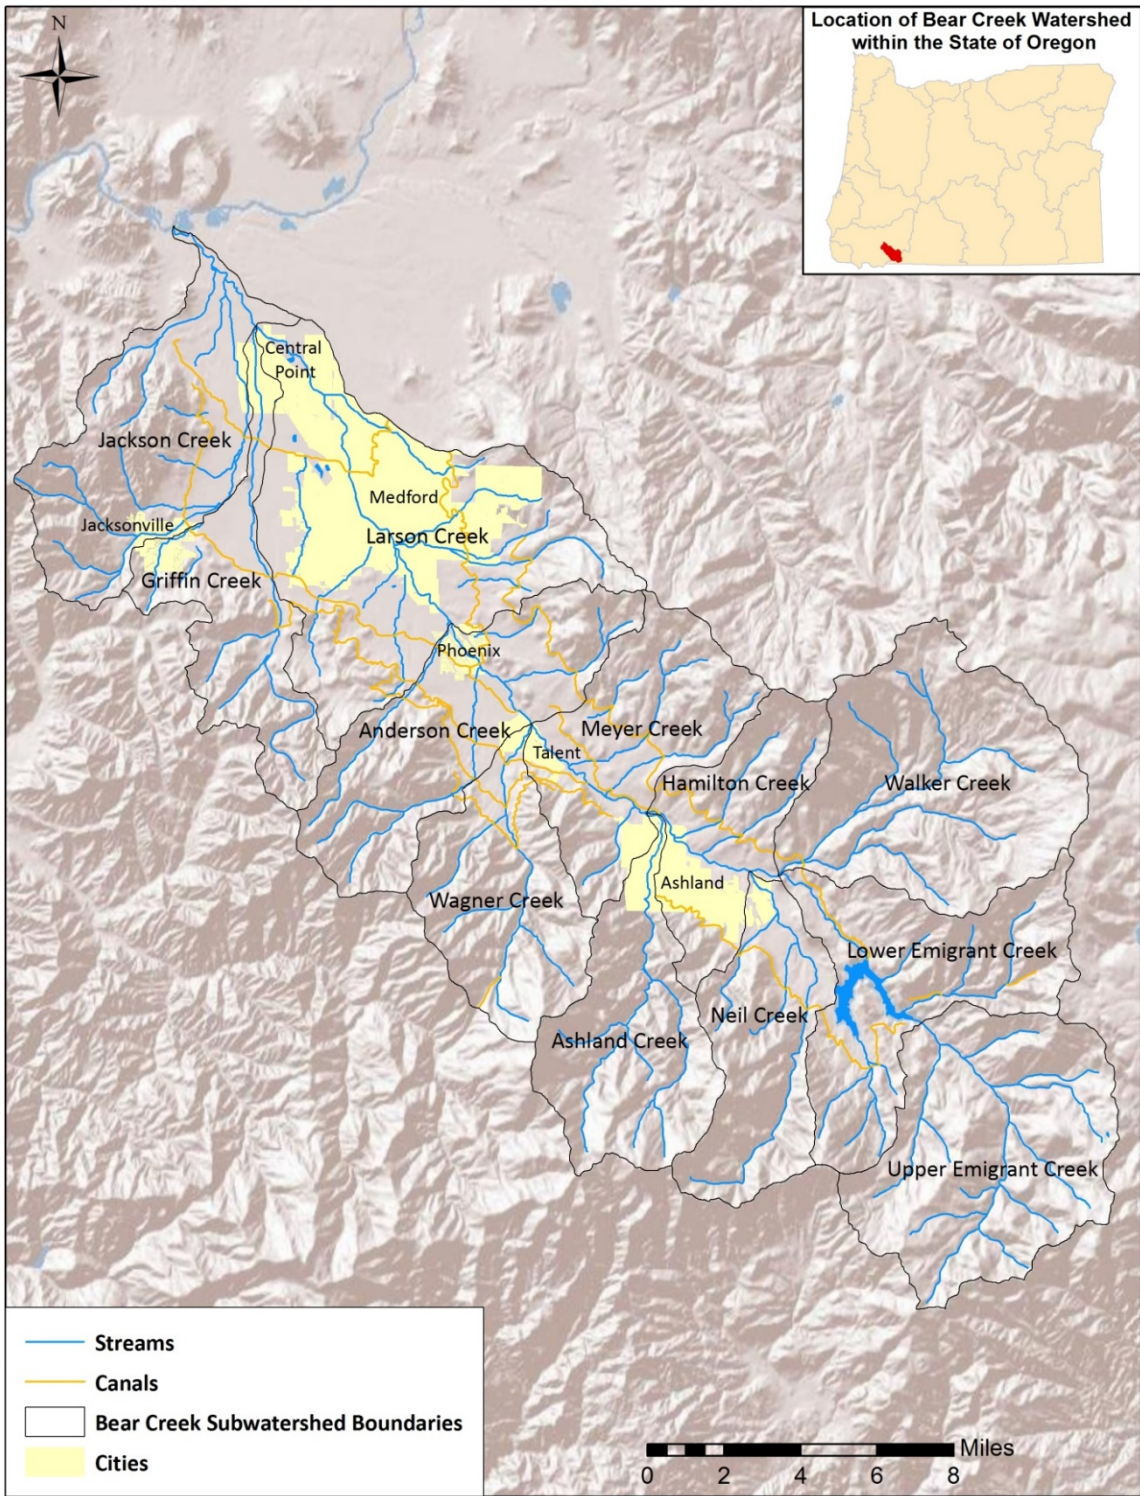 N
Location of Bear Creek Watershed
within the State of Oregon
Central
Point
Jackson Creek
Medford
Jacksonville
Larson Creek
Griffin Creek
Phoenix
Anderson Creek
Meyer Creek
Talent
Hamilton Creek
Walker Creek
Ashland
Wagner Creek
Lower Emigrant Creek
Neil Creek
Ashland Creek
Upper Emigrant Creek
Streams
Canals
Bear Creek Subwatershed Boundaries
Cities
Miles
0 2 4 6 8